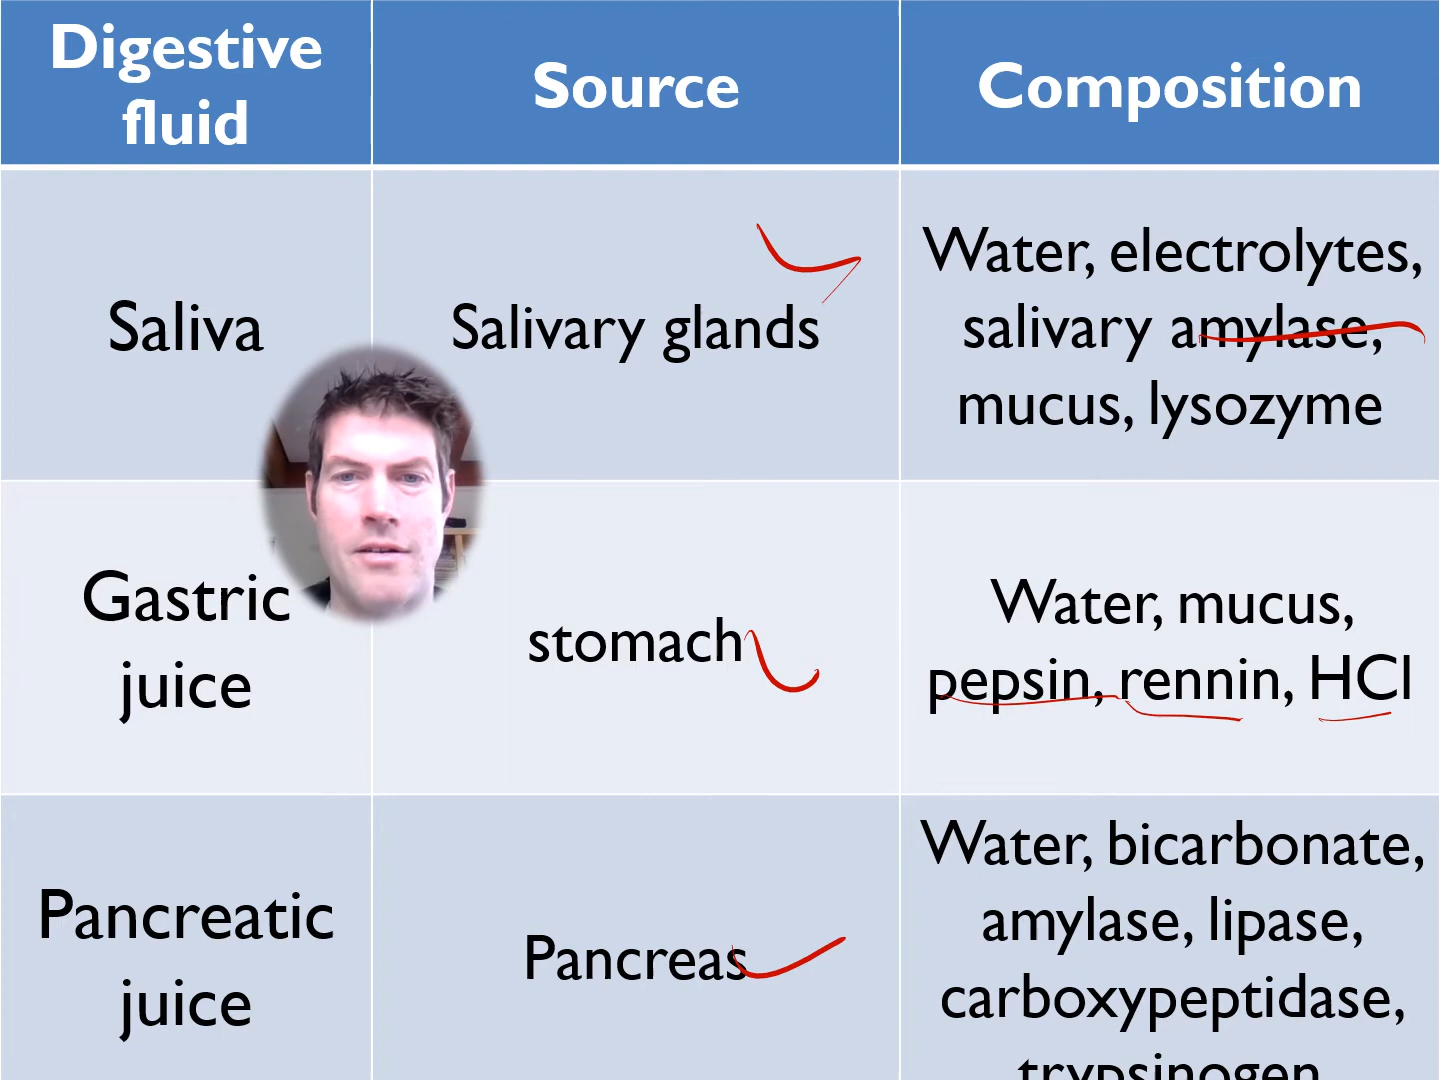 Digestive
fluid
Source
Composition
Saliva
Salivary glands
Water, electrolytes,
salivary amylase,
mucus, lysozyme
Gastric
juice
stomach
Water, mucus,
pepsin, rennin, HCl
Pancreatic
juice
Pancreas
Water, bicarbonate,
amylase, lipase,
carboxypeptidase,
trypsinogen